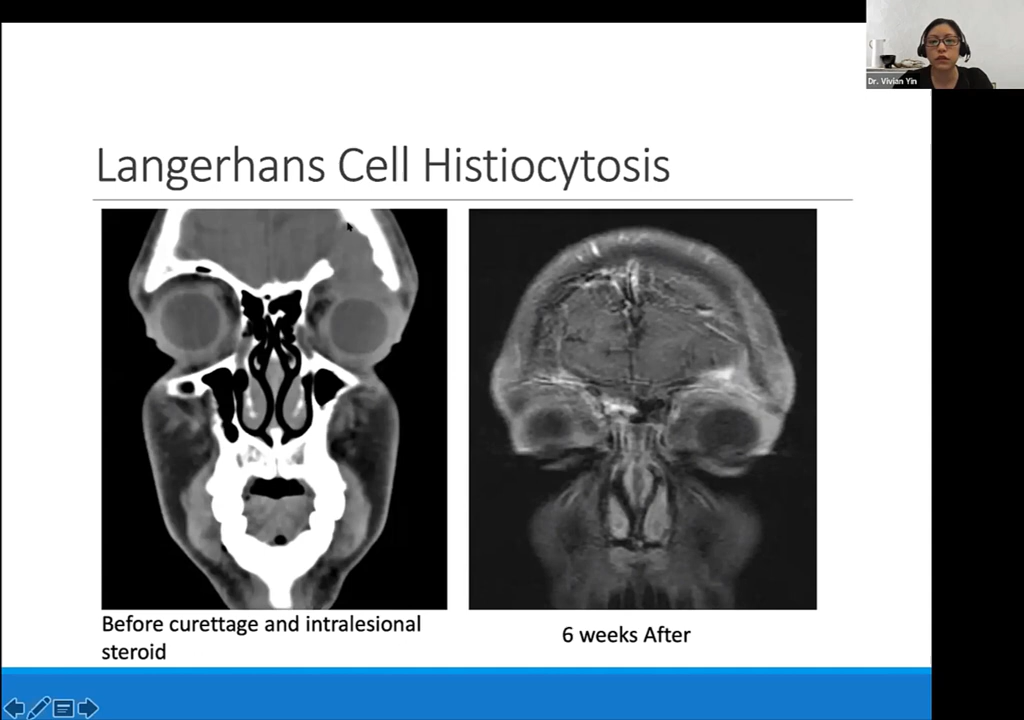 Dr. Vivian Yin
Langerhans Cell Histiocytosis
Before curettage and intralesional
steroid
6 weeks After